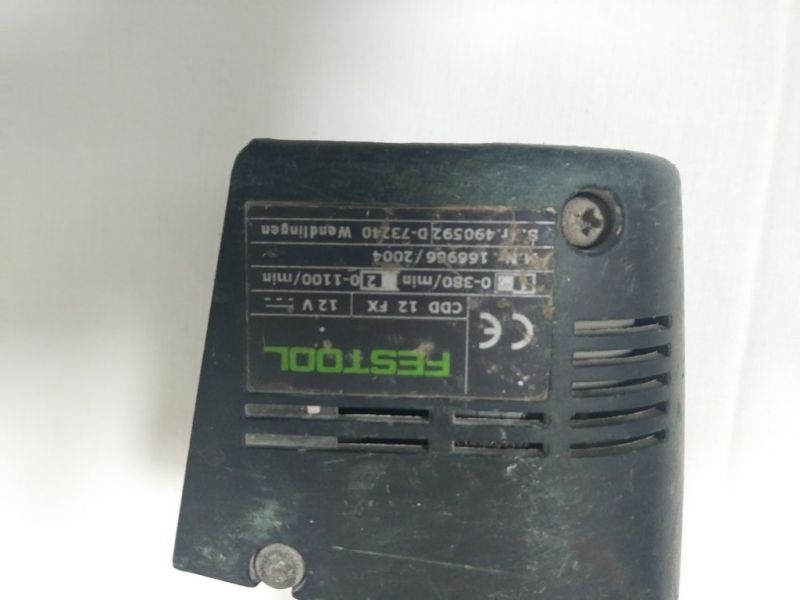 FESTOOL
CE
CDD 12 FX 12 V
0-380/min 2 0-1100/min
166966/2004
490592 D-73240 Wendlingen